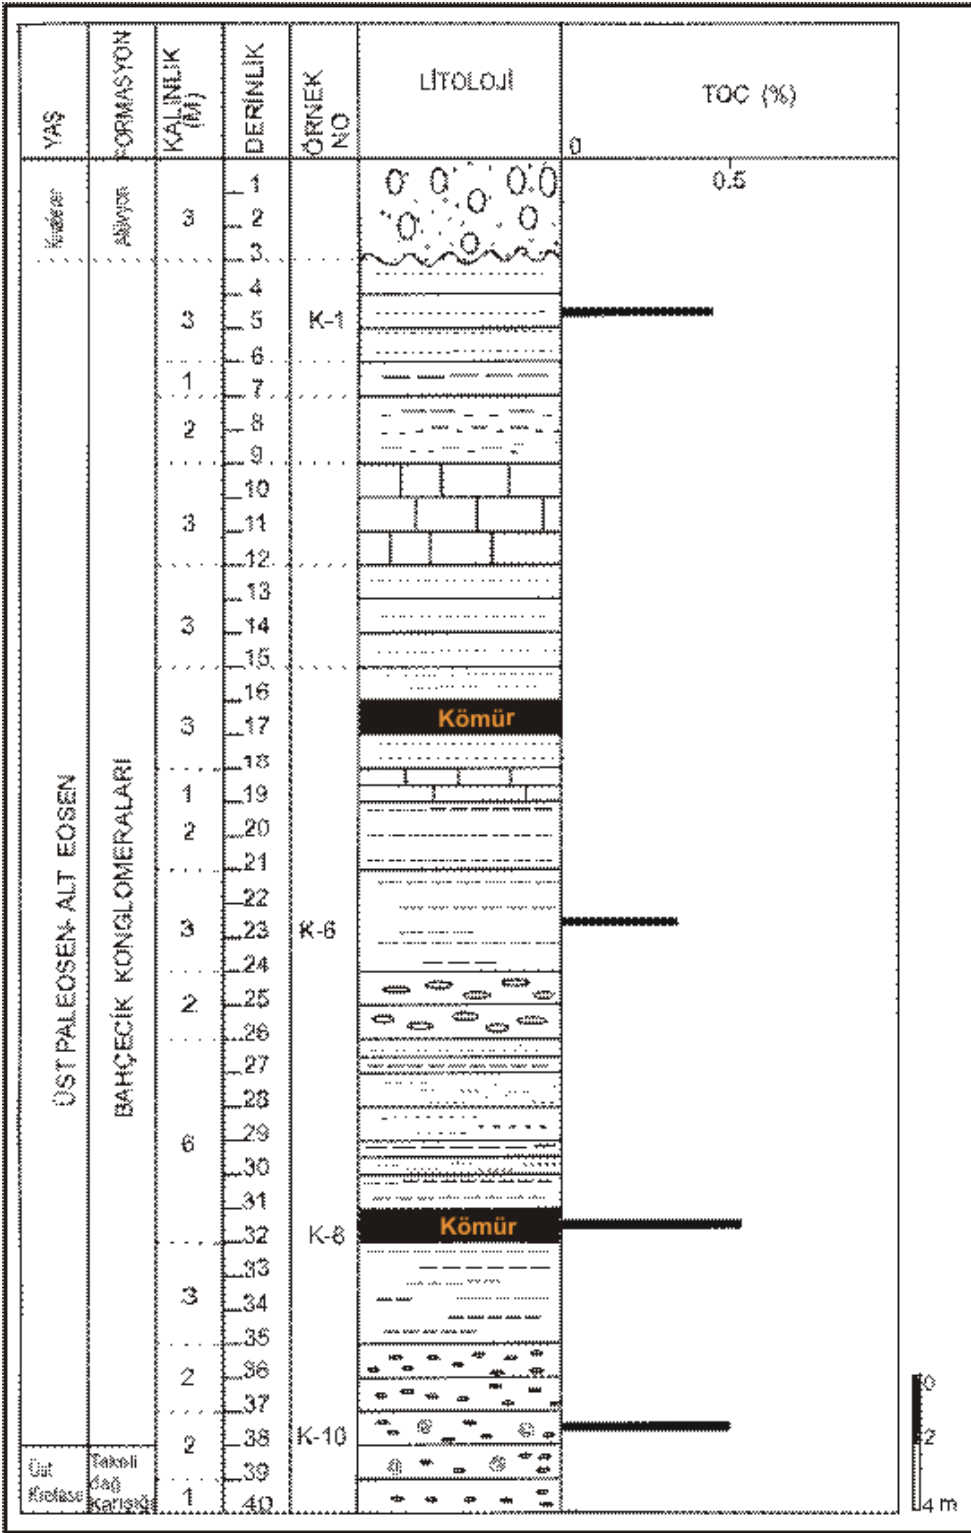 YAŞ
FORMASYON
KALINLIK (M)
DERİNLİK
ÖRNEK NO
LİTOLOJİ
TOC (%)
0
0.5
Alüvyon
3
1
2
3
3
4
5
6
K-1
1
7
2
8
9
3
10
11
12
3
13
14
15
3
16
17
18
Kömür
1
19
2
20
21
3
22
23
24
K-6
2
25
26
6
27
28
29
30
31
32
K-8
Kömür
3
33
34
35
2
36
37
2
38
39
K-10
1
40
ÜST PALEOSEN-ALT EOSEN
BAHÇECİK KONGLOMERALARI
Üst
Kretase
Tekeli
dağ
Karışığı
0
2
4 m